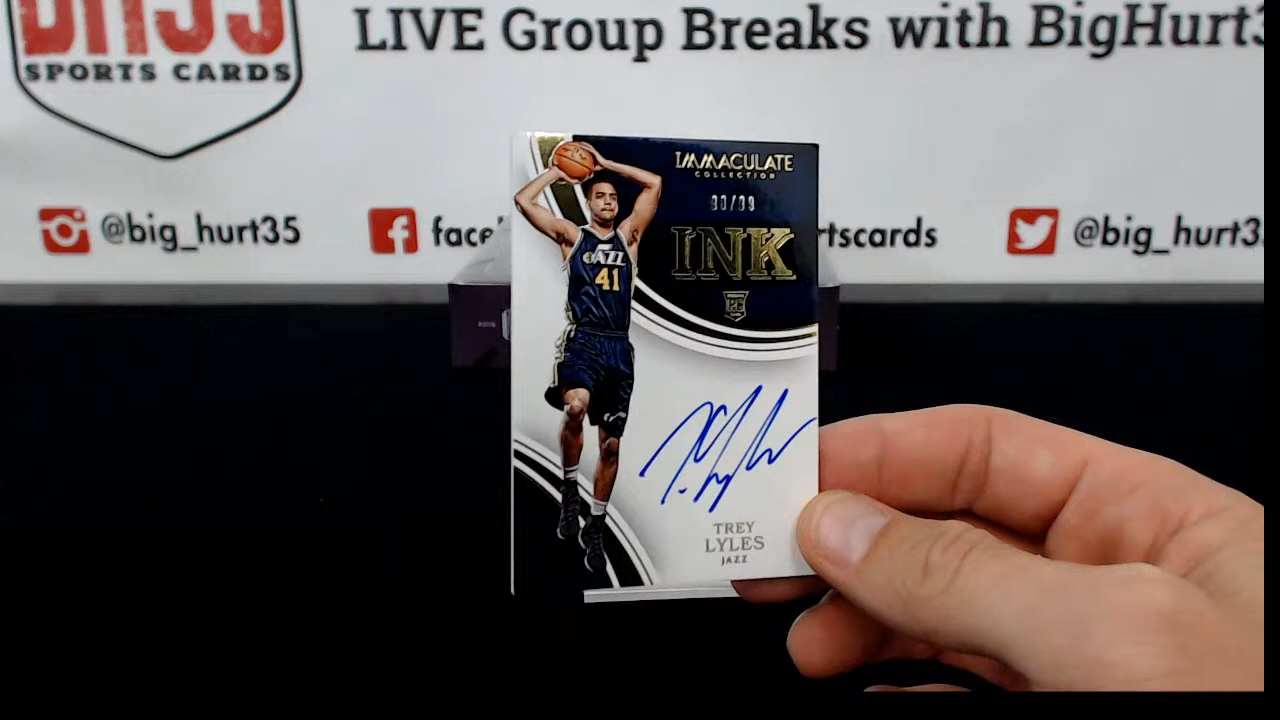 BH35
SPORTS CARDS
LIVE Group Breaks with BigHurt3
@big_hurt35
face
rtscards
@big_hurt3
IMMACULATE
COLLECTION
INK
JAZZ
41
TREY
LYLES
JAZZ